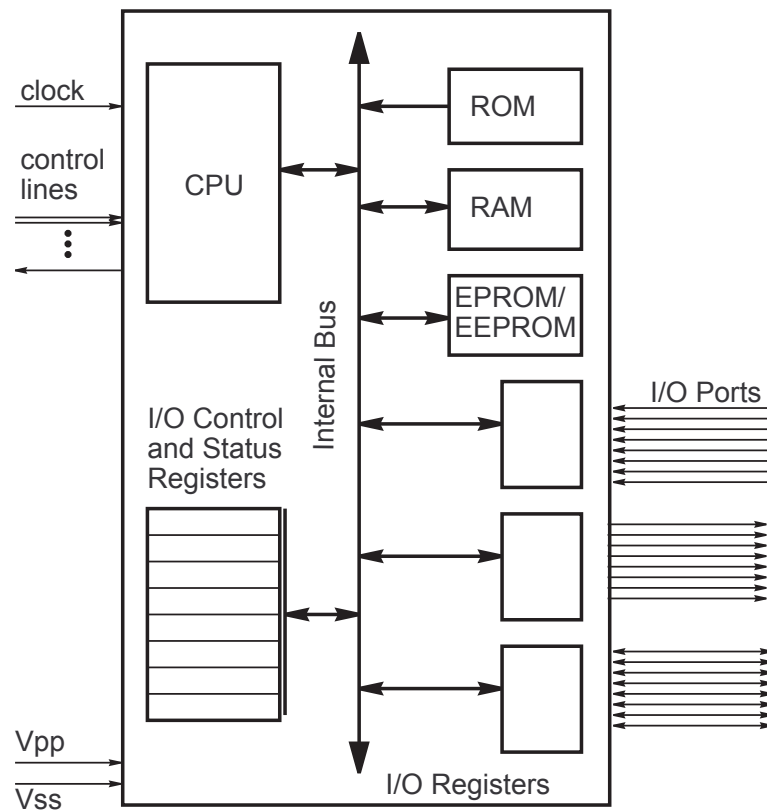 clock
control
lines
CPU
ROM
RAM
EPROM/
EEPROM
Internal Bus
I/O Ports
I/O Control
and Status
Registers
Vpp
Vss
I/O Registers